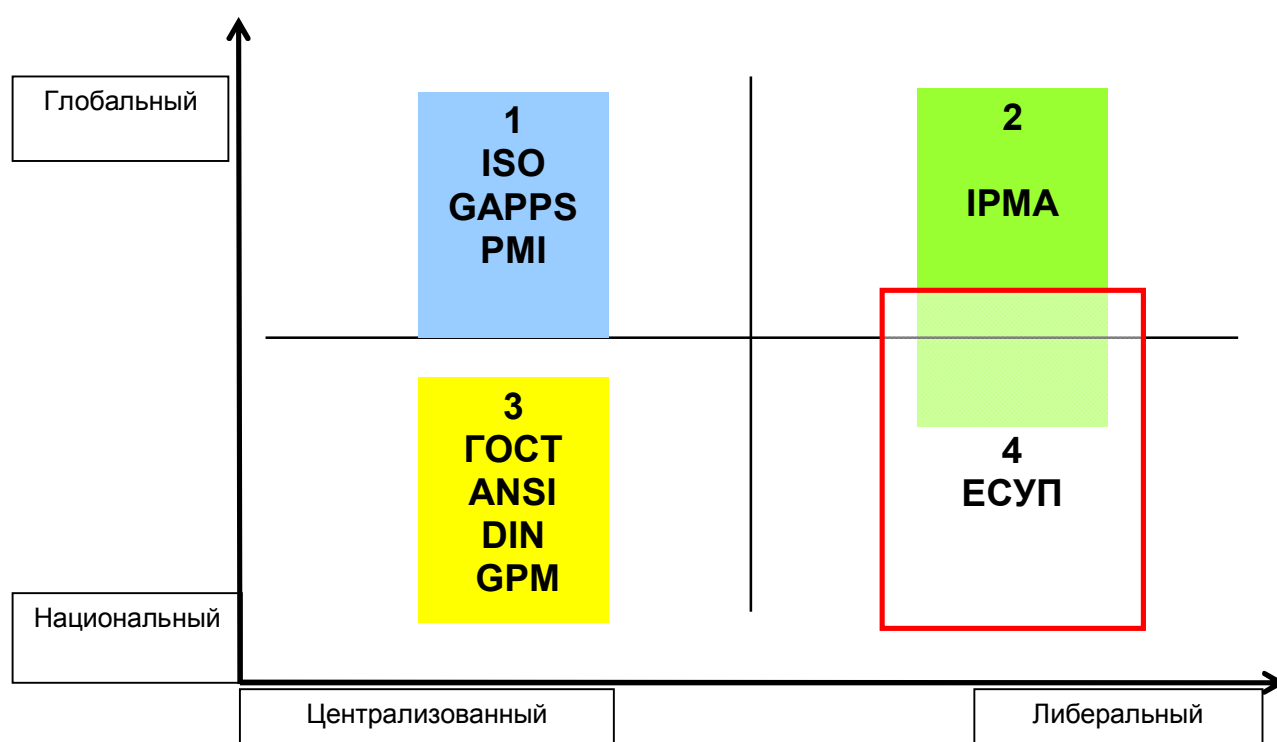 Глобальный
1
ISO
GAPPS
PMI
2
IPMA
3
ГОСТ
ANSI
DIN
GPM
4
ЕСУП
Национальный
Централизованный
Либеральный